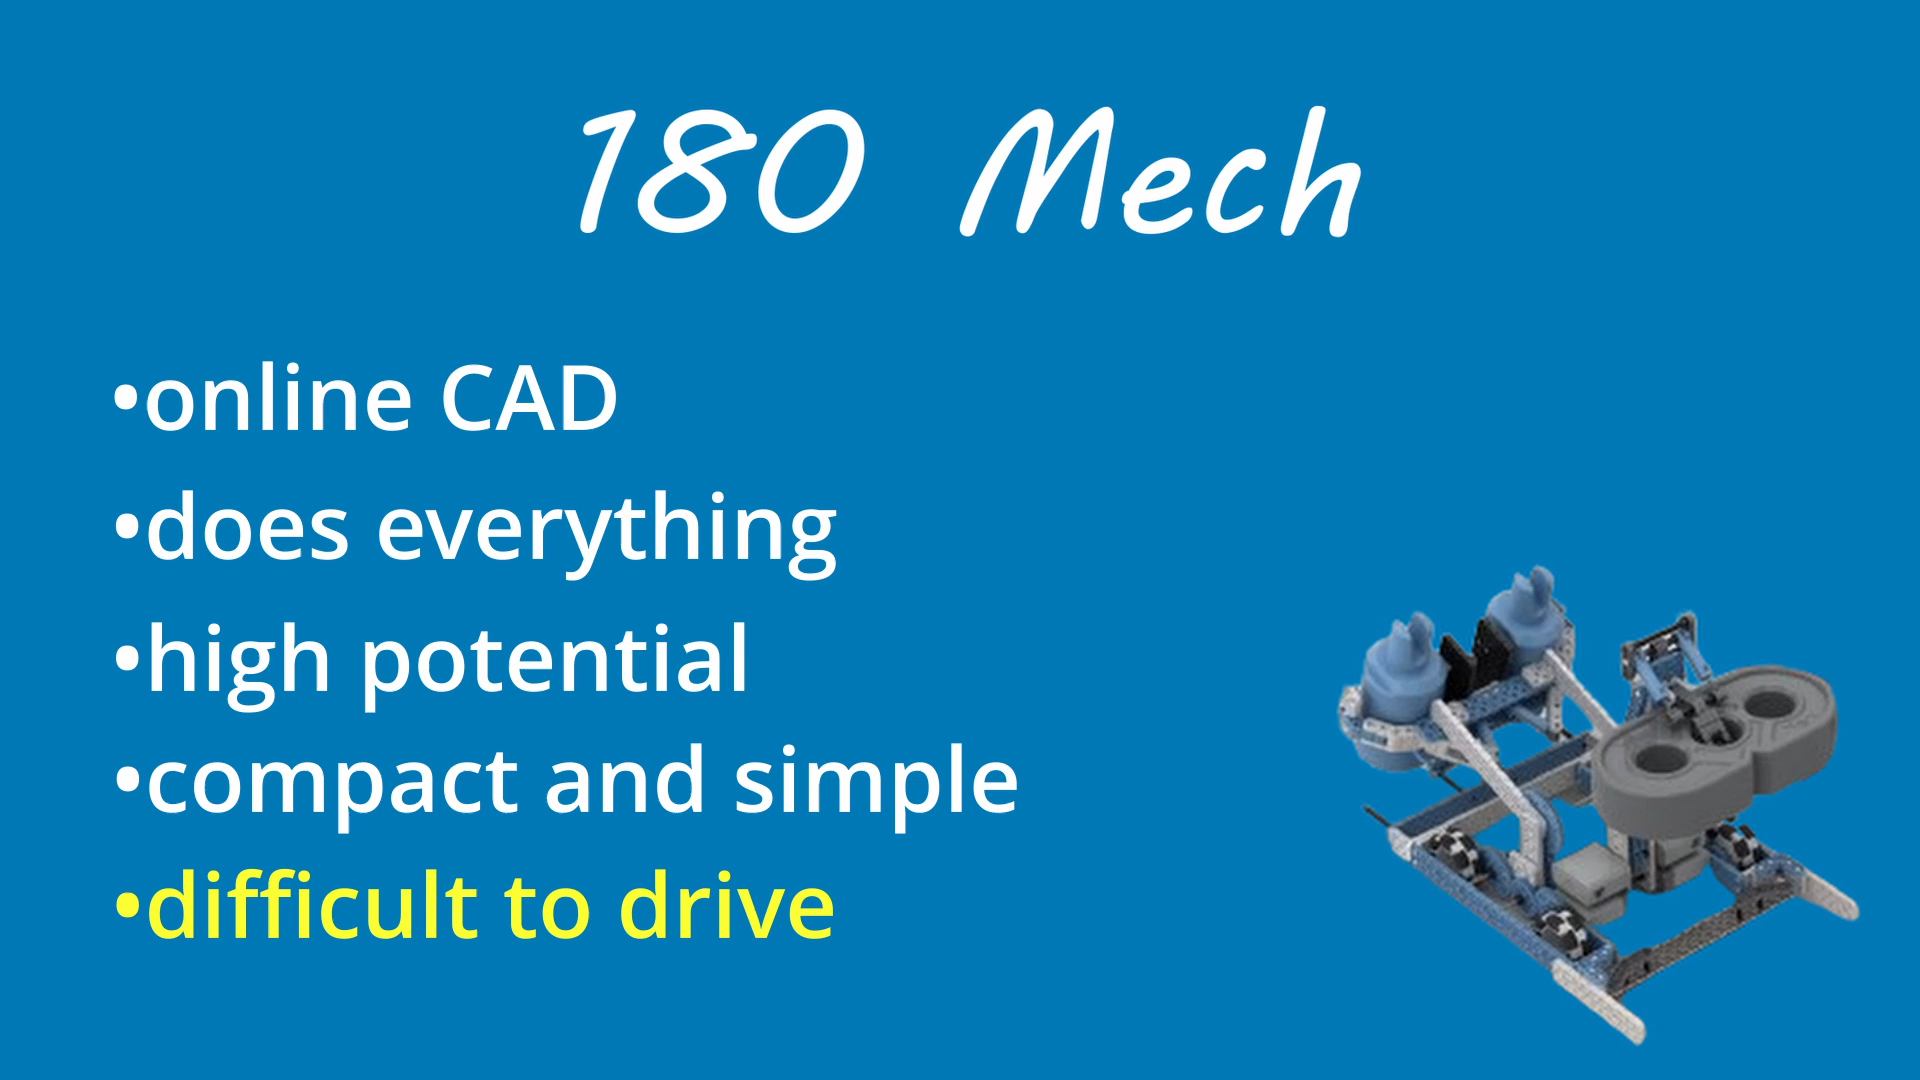 180 Mech
•online CAD
•does everything
•high potential
•compact and simple
•difficult to drive